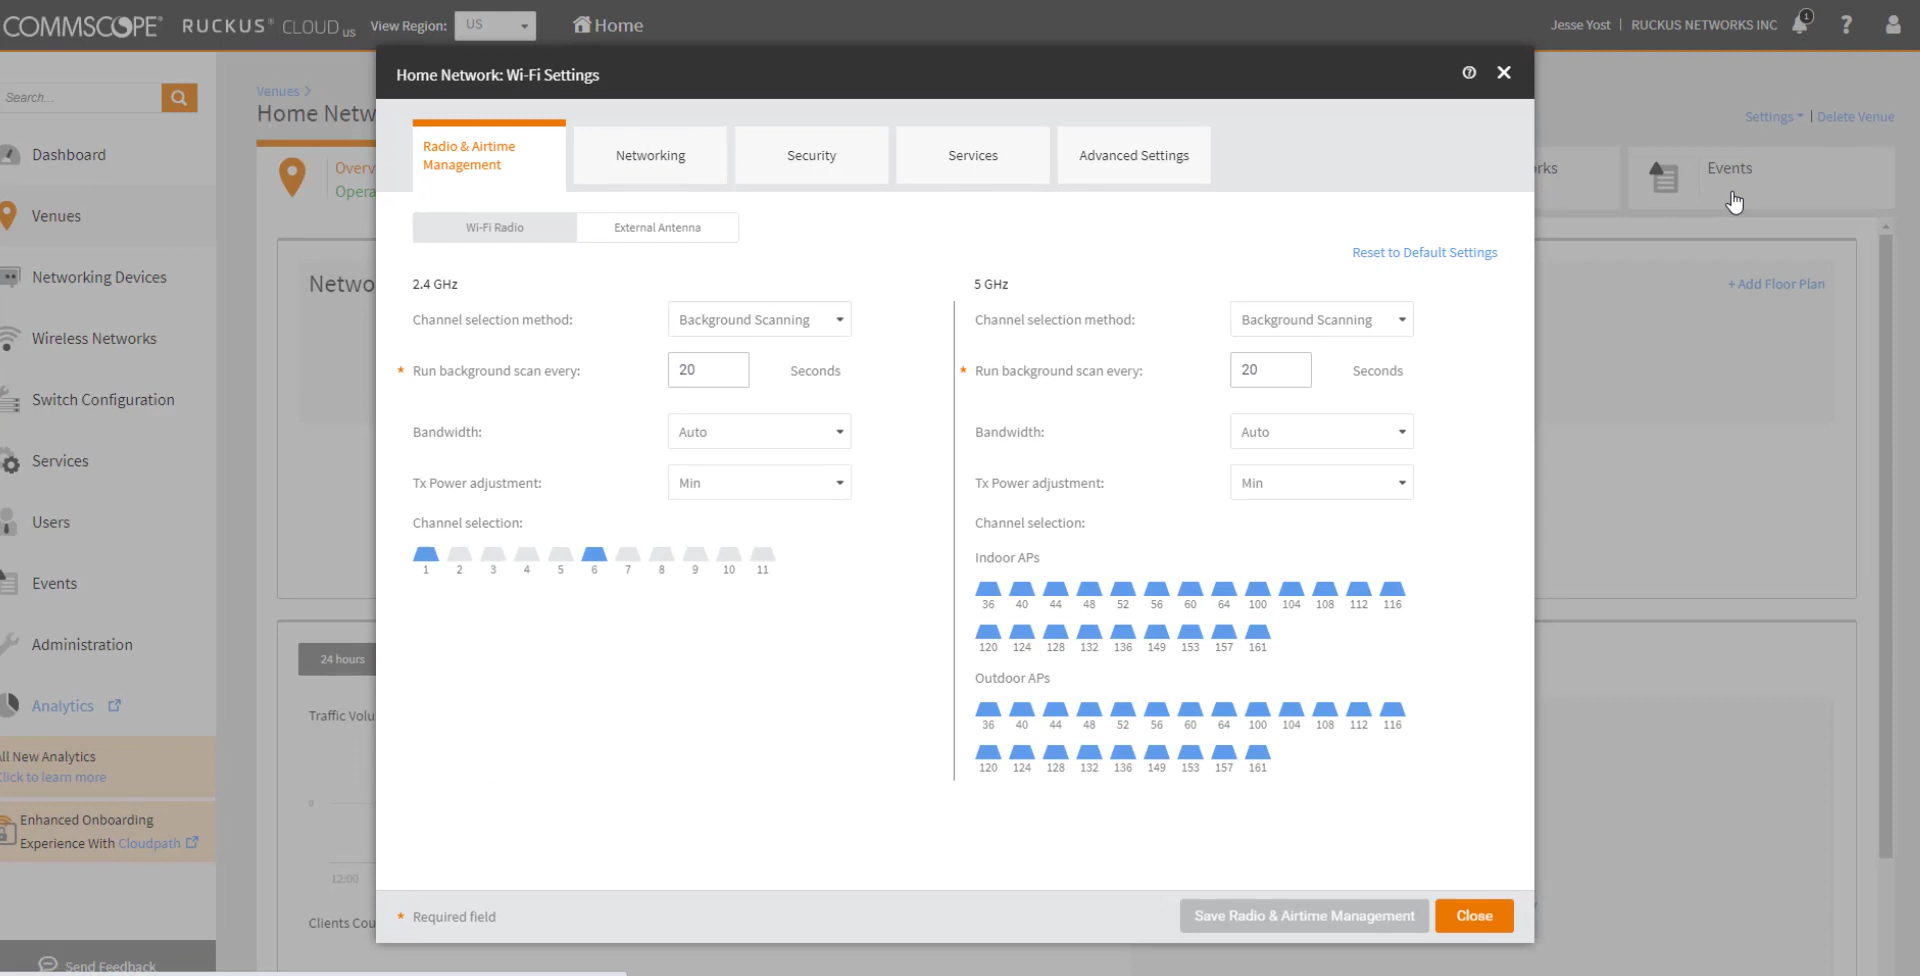 COMMSCOPE® RUCKUS® CLOUD US View Region: US Home Jesse Yost | RUCKUS NETWORKS INC 1 ?
Home Network: Wi-Fi Settings
Search...
Venues >
Home Netw
Settings | Delete Venue
Dashboard
Venues
Networking Devices
Wireless Networks
Switch Configuration
Services
Users
Events
Administration
Analytics
All New Analytics
Click to learn more
Enhanced Onboarding
Experience With Cloudpath
Send Feedback
Overv
Opera
Netwo
24 hours
Traffic Volu
0
12:00
Clients Cou
rks
Events
+ Add Floor Plan
Radio & Airtime
Management
Networking
Security
Services
Advanced Settings
Wi-Fi Radio External Antenna
Reset to Default Settings
2.4 GHz
Channel selection method: Background Scanning
* Run background scan every: 20 Seconds
Bandwidth: Auto
Tx Power adjustment: Min
Channel selection:
1 2 3 4 5 6 7 8 9 10 11
5 GHz
Channel selection method: Background Scanning
* Run background scan every: 20 Seconds
Bandwidth: Auto
Tx Power adjustment: Min
Channel selection:
Indoor APs
36 40 44 48 52 56 60 64 100 104 108 112 116
120 124 128 132 136 149 153 157 161
Outdoor APs
36 40 44 48 52 56 60 64 100 104 108 112 116
120 124 128 132 136 149 153 157 161
* Required field
Save Radio & Airtime Management Close